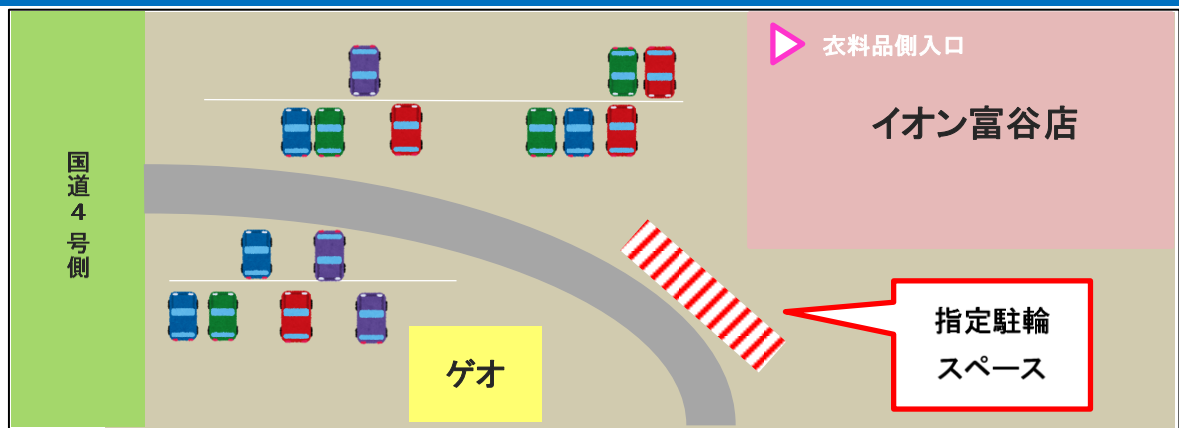 衣料品側入口
イオン富谷店
国道4号側
指定駐輪
スペース
ゲオ